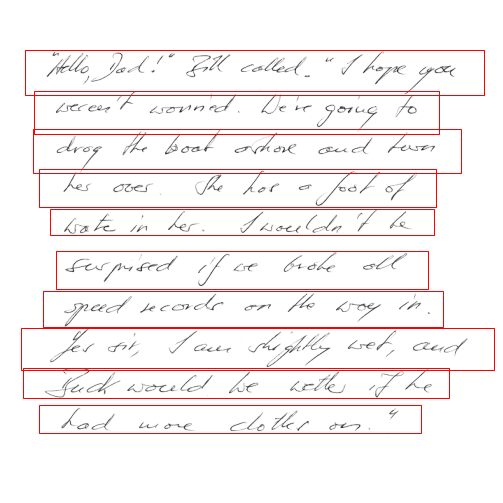 "Hello, Dad!" Bill called. "I hope you
weren't worried. We're going to
drag the boat ashore and turn
her over. She has a foot of
wate in her. I wouldn't be
surprised if we broke all
speed records on the way in.
Yes sir, I am slightly wet, and
Buck would be wetter if he
had more clothes on."